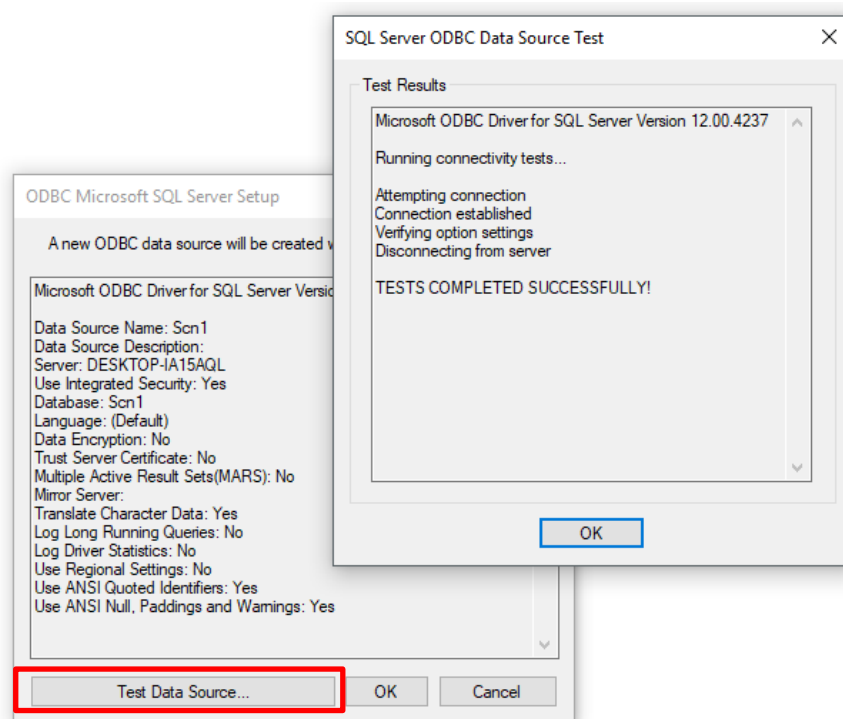 SQL Server ODBC Data Source Test
Test Results
Microsoft ODBC Driver for SQL Server Version 12.00.4237
Running connectivity tests...
Attempting connection
Connection established
Verifying option settings
Disconnecting from server
TESTS COMPLETED SUCCESSFULLY!
OK
ODBC Microsoft SQL Server Setup
A new ODBC data source will be created
Microsoft ODBC Driver for SQL Server
Data Source Name: Scn1
Data Source Description:
Server: DESKTOP-IA15AQL
Use Integrated Security: Yes
Database: Scn1
Language: (Default)
Data Encryption: No
Trust Server Certificate: No
Multiple Active Result Sets(MARS): No
Mirror Server:
Translate Character Data: Yes
Log Long Running Queries: No
Log Driver Statistics: No
Use Regional Settings: No
Use ANSI Quoted Identifiers: Yes
Use ANSI Null, Paddings and Warnings: Yes
Test Data Source...
OK
Cancel